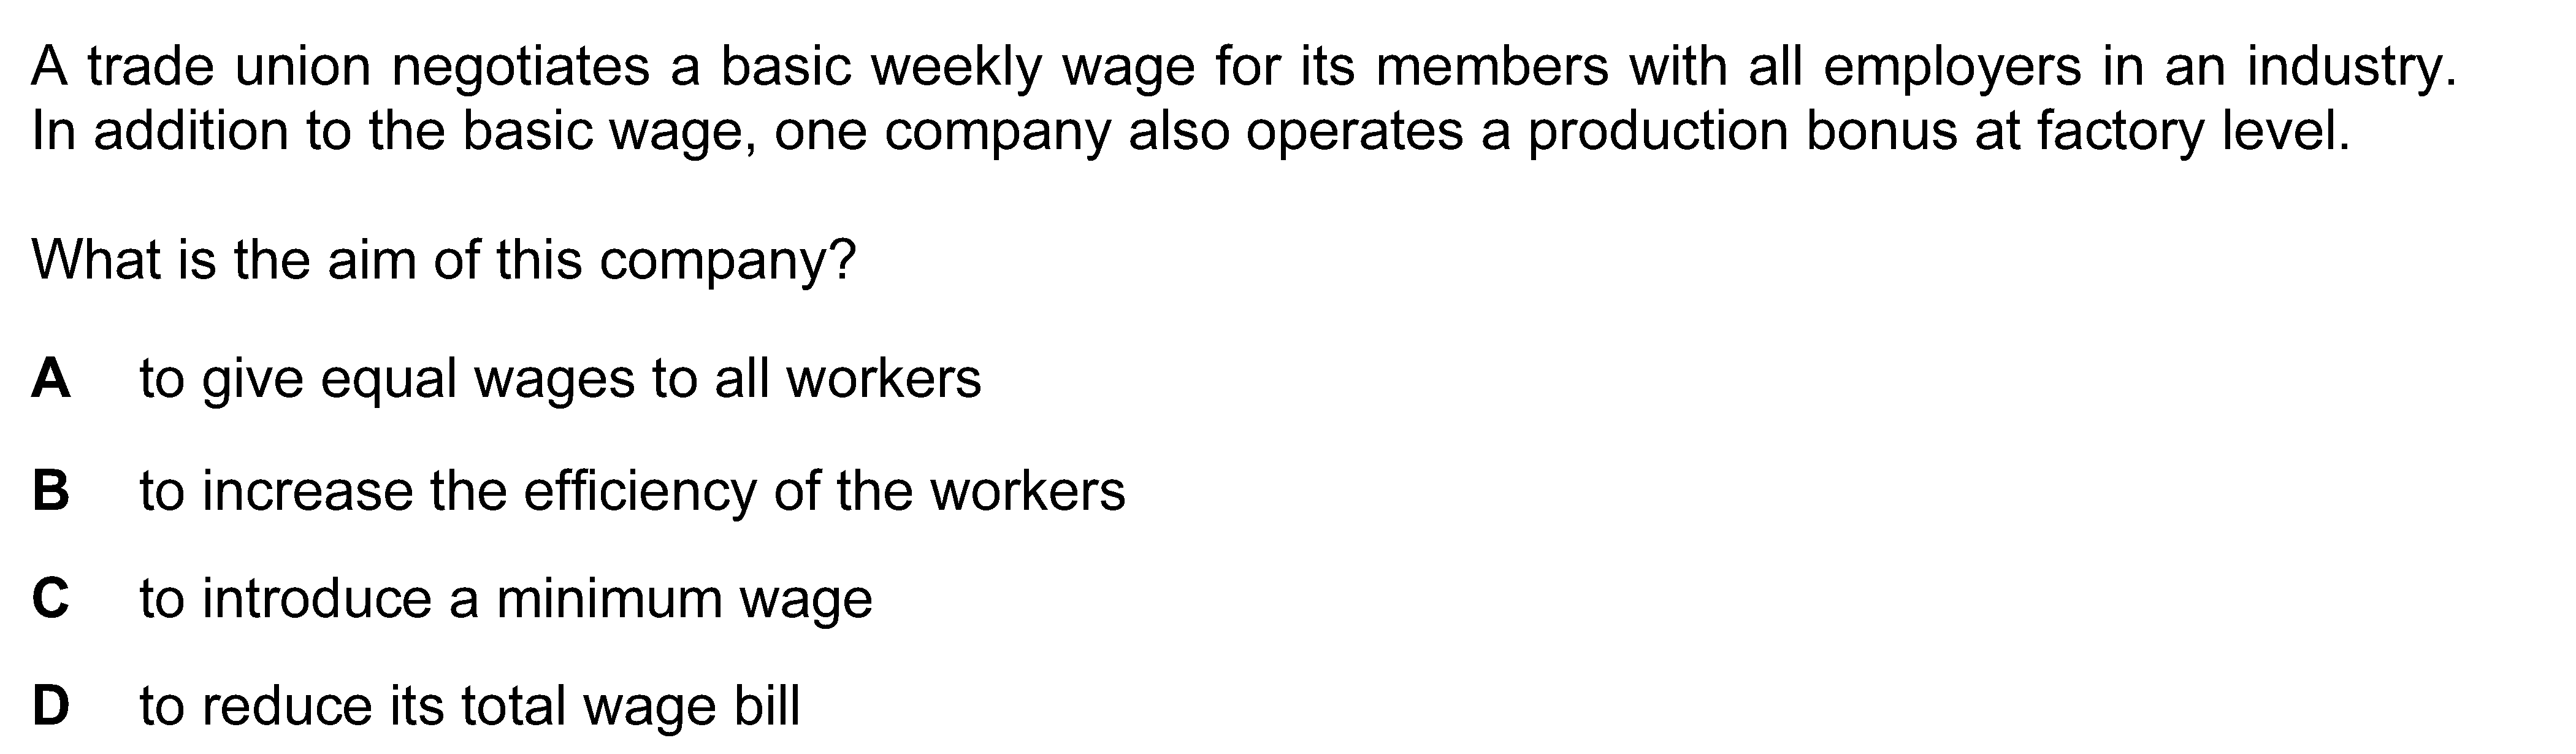 A trade union negotiates a basic weekly wage for its members with all employers in an industry.
In addition to the basic wage, one company also operates a production bonus at factory level.
What is the aim of this company?
A to give equal wages to all workers
B to increase the efficiency of the workers
C to introduce a minimum wage
D to reduce its total wage bill